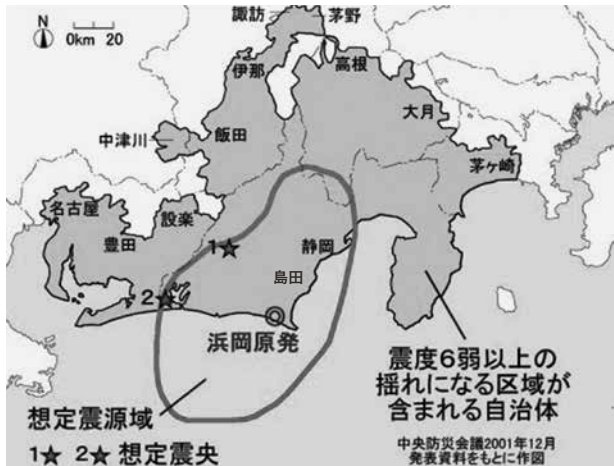 N
0km 20
諏訪
茅野
伊那
高根
大月
中津川
飯田
茅ヶ崎
名古屋
設楽
豊田
1☆
静岡
島田
2☆
浜岡原発
震度6弱以上の
揺れになる区域が
含まれる自治体
想定震源域
1☆ 2☆ 想定震央
中央防災会議2001年12月
発表資料をもとに作図